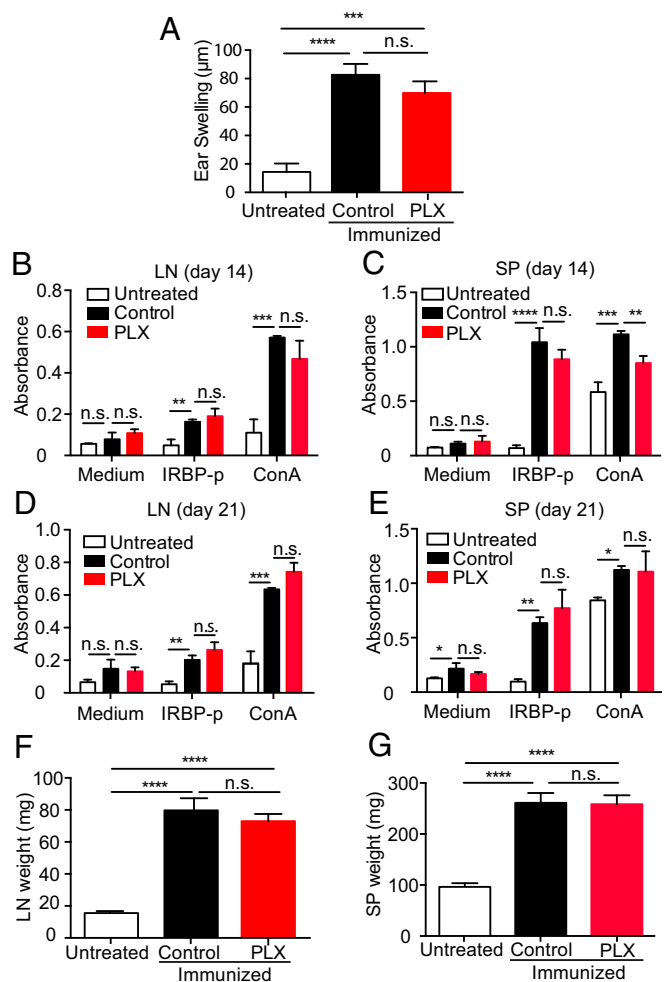 A
Ear Swelling (µm)
100
80
60
40
20
0
***
****
n.s.
Untreated
Control
PLX
Immunized
B
LN (day 14)
Absorbance
0.8
0.6
0.4
0.2
0
Untreated
Control
PLX
n.s.
n.s.
**
n.s.
***
n.s.
Medium
IRBP-p
ConA
C
SP (day 14)
Absorbance
1.5
1.0
0.5
0
Untreated
Control
PLX
n.s.
n.s.
****
n.s.
***
**
Medium
IRBP-p
ConA
D
LN (day 21)
Absorbance
0.8
0.6
0.4
0.2
0
Untreated
Control
PLX
n.s.
n.s.
**
n.s.
***
n.s.
Medium
IRBP-p
ConA
E
SP (day 21)
Absorbance
1.5
1.0
0.5
0
Untreated
Control
PLX
*
n.s.
**
n.s.
*
n.s.
Medium
IRBP-p
ConA
F
LN weight (mg)
100
80
60
40
20
0
****
****
n.s.
Untreated
Control
PLX
Immunized
G
SP weight (mg)
300
200
100
0
****
****
n.s.
Untreated
Control
PLX
Immunized